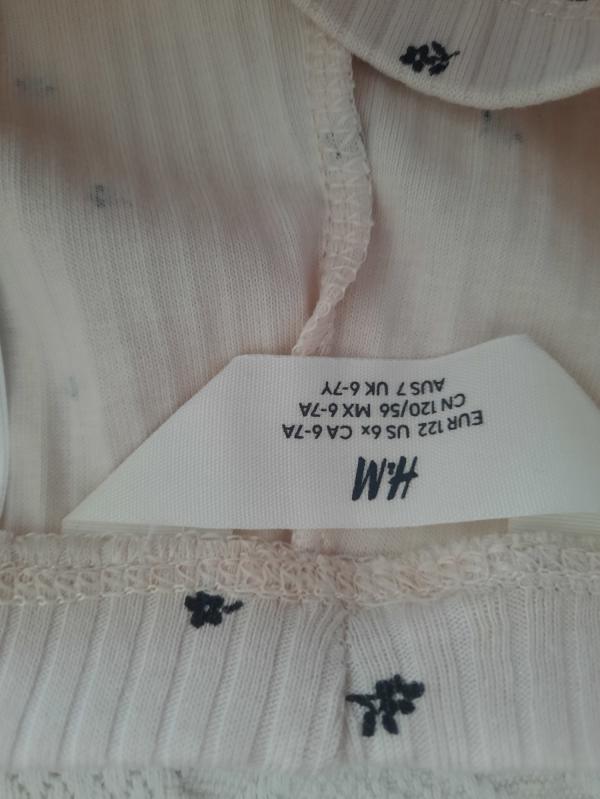 H&M
EUR 122 US 6x CA 6-7A
CN 120/56 MX 6-7A
AUS 7 UK 6-7Y